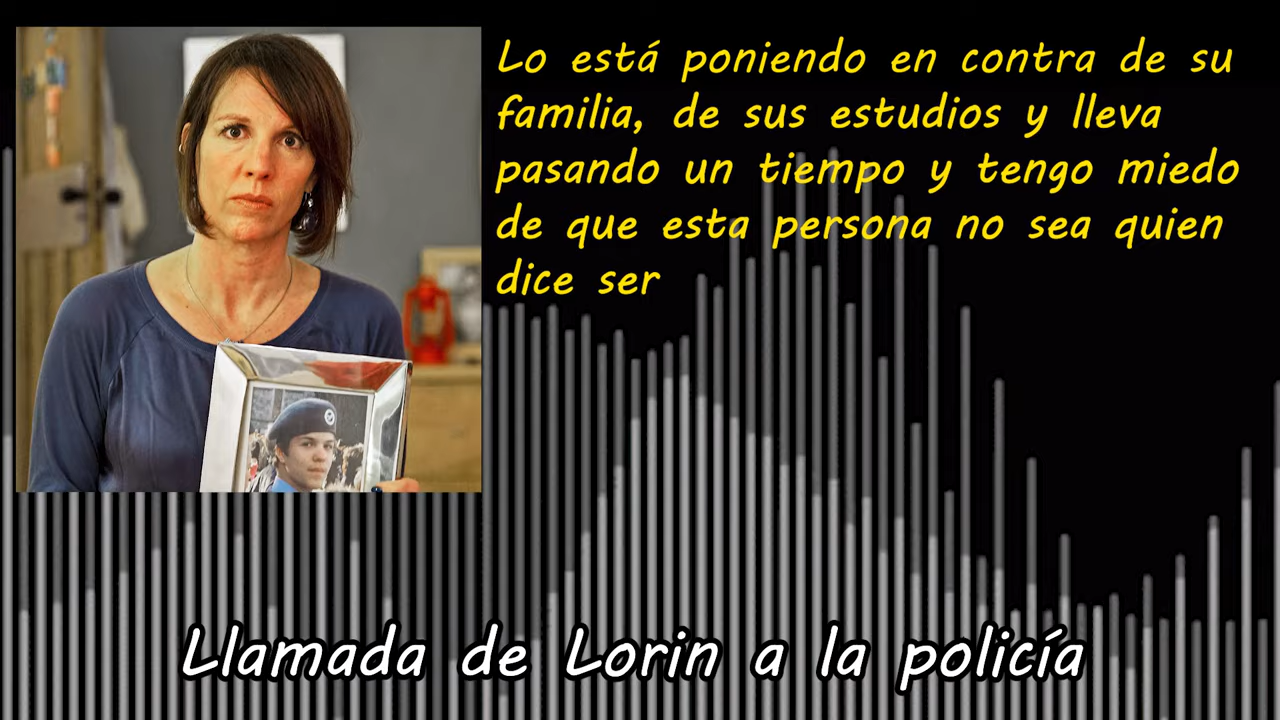 Lo está poniendo en contra de su
familia, de sus estudios y lleva
pasando un tiempo y tengo miedo
de que esta persona no sea quien
dice ser
Llamada de Lorin a la policía